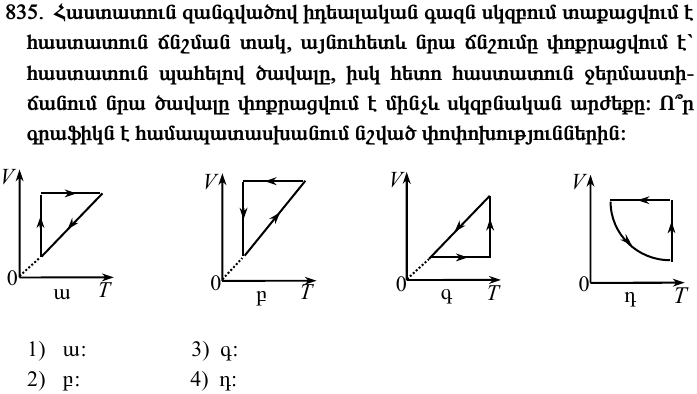 835. Հաստատուն զանգվածով իդեալական գազն սկզբում տաքացվում է
հաստատուն ճնշման տակ, այնուհետև նրա ճնշումը փոքրացվում է՝
հաստատուն պահելով ծավալը, իսկ հետո հաստատուն ջերմաստի-
ճանում նրա ծավալը փոքրացվում է մինչև սկզբնական արժեքը: Ո՞ր
գրաֆիկն է համապատասխանում նշված փոփոխություններին:
V V V V
0 T 0 T 0 T 0 T
ա բ գ դ
1) ա: 3) գ:
2) բ: 4) դ: